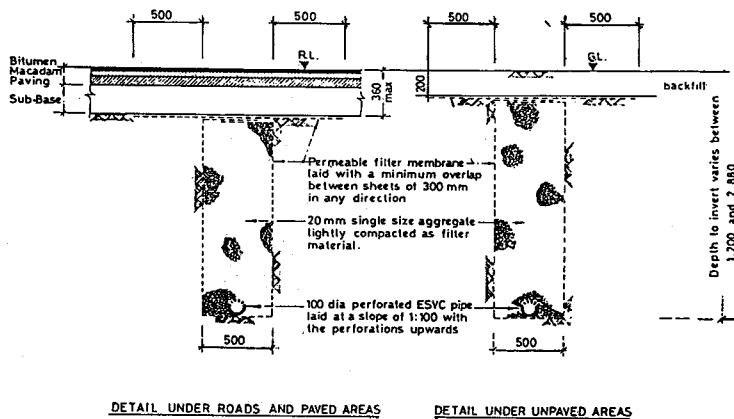 500 500 500 500
Bitumen
Macadam
Paving
Sub-Base
R.L.
G.L.
360
max
200
backfill
Permeable filter membrane
laid with a minimum overlap
between sheets of 300 mm
in any direction
20 mm single size aggregate
lightly compacted as filter
material.
100 dia perforated ESVC pipe
laid at a slope of 1:100 with
the perforations upwards
Depth to invert varies between
1,200 and 2,880
500 500
DETAIL UNDER ROADS AND PAVED AREAS
DETAIL UNDER UNPAVED AREAS